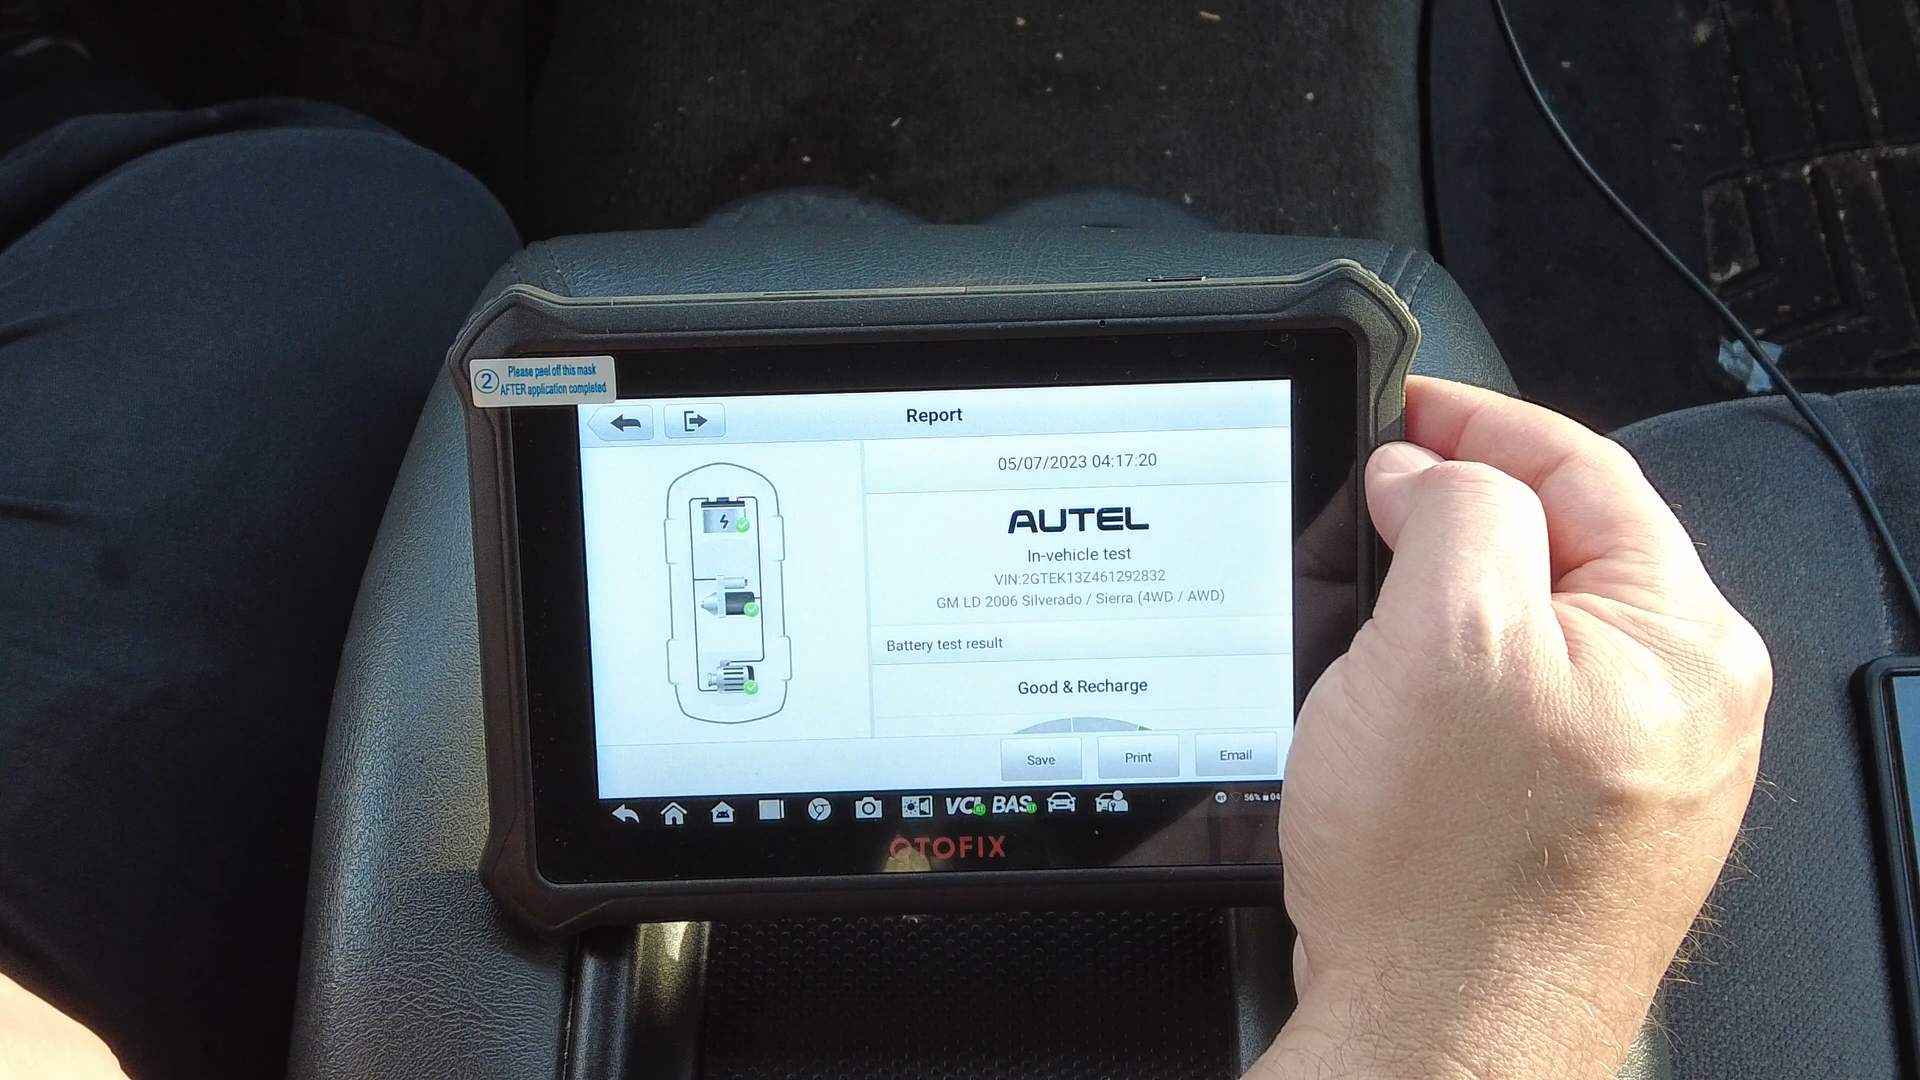 2
Please peel off this mask
AFTER application completed
Report
05/07/2023 04:17:20
AUTEL
In-vehicle test
VIN:2GTEK13Z461292832
GM LD 2006 Silverado / Sierra (4WD / AWD)
Battery test result
Good & Recharge
Save Print Email
VCI BAS 56%
OTOFIX